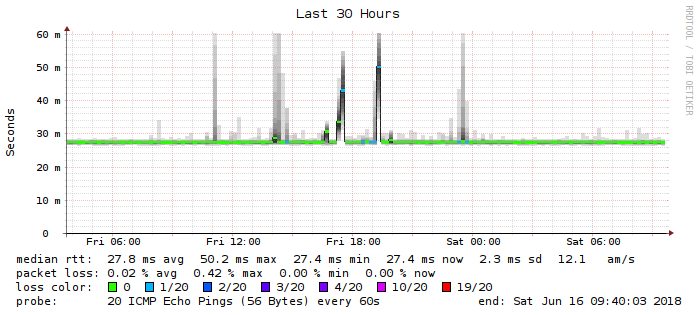 Last 30 Hours
RRDTOOL / TOBI OETIKER
Seconds
60 m
50 m
40 m
30 m
20 m
10 m
0
Fri 06:00 Fri 12:00 Fri 18:00 Sat 00:00 Sat 06:00
median rtt: 27.8 ms avg 50.2 ms max 27.4 ms min 27.4 ms now 2.3 ms sd 12.1 am/s
packet loss: 0.02 % avg 0.42 % max 0.00 % min 0.00 % now
loss color: 0 1/20 2/20 3/20 4/20 10/20 19/20
probe: 20 ICMP Echo Pings (56 Bytes) every 60s end: Sat Jun 16 09:40:03 2018